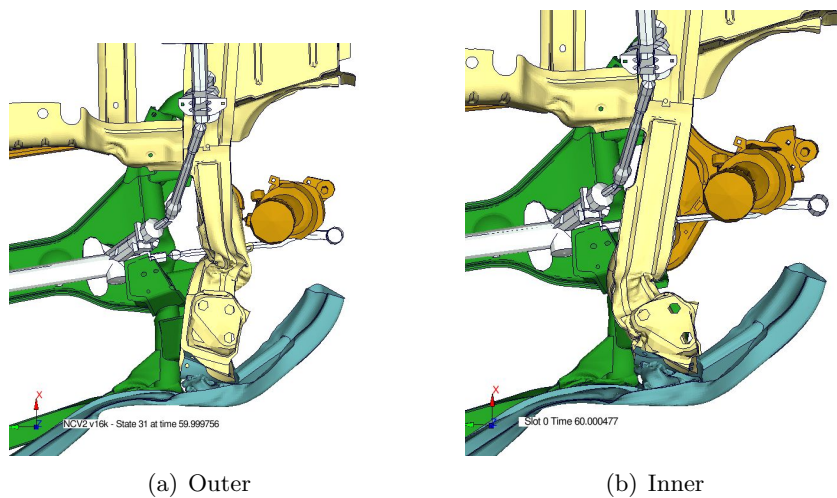 X
X
NCV2 v16k - State 31 at time 59.999756
Slot 0 Time 60.000477
(a) Outer
(b) Inner